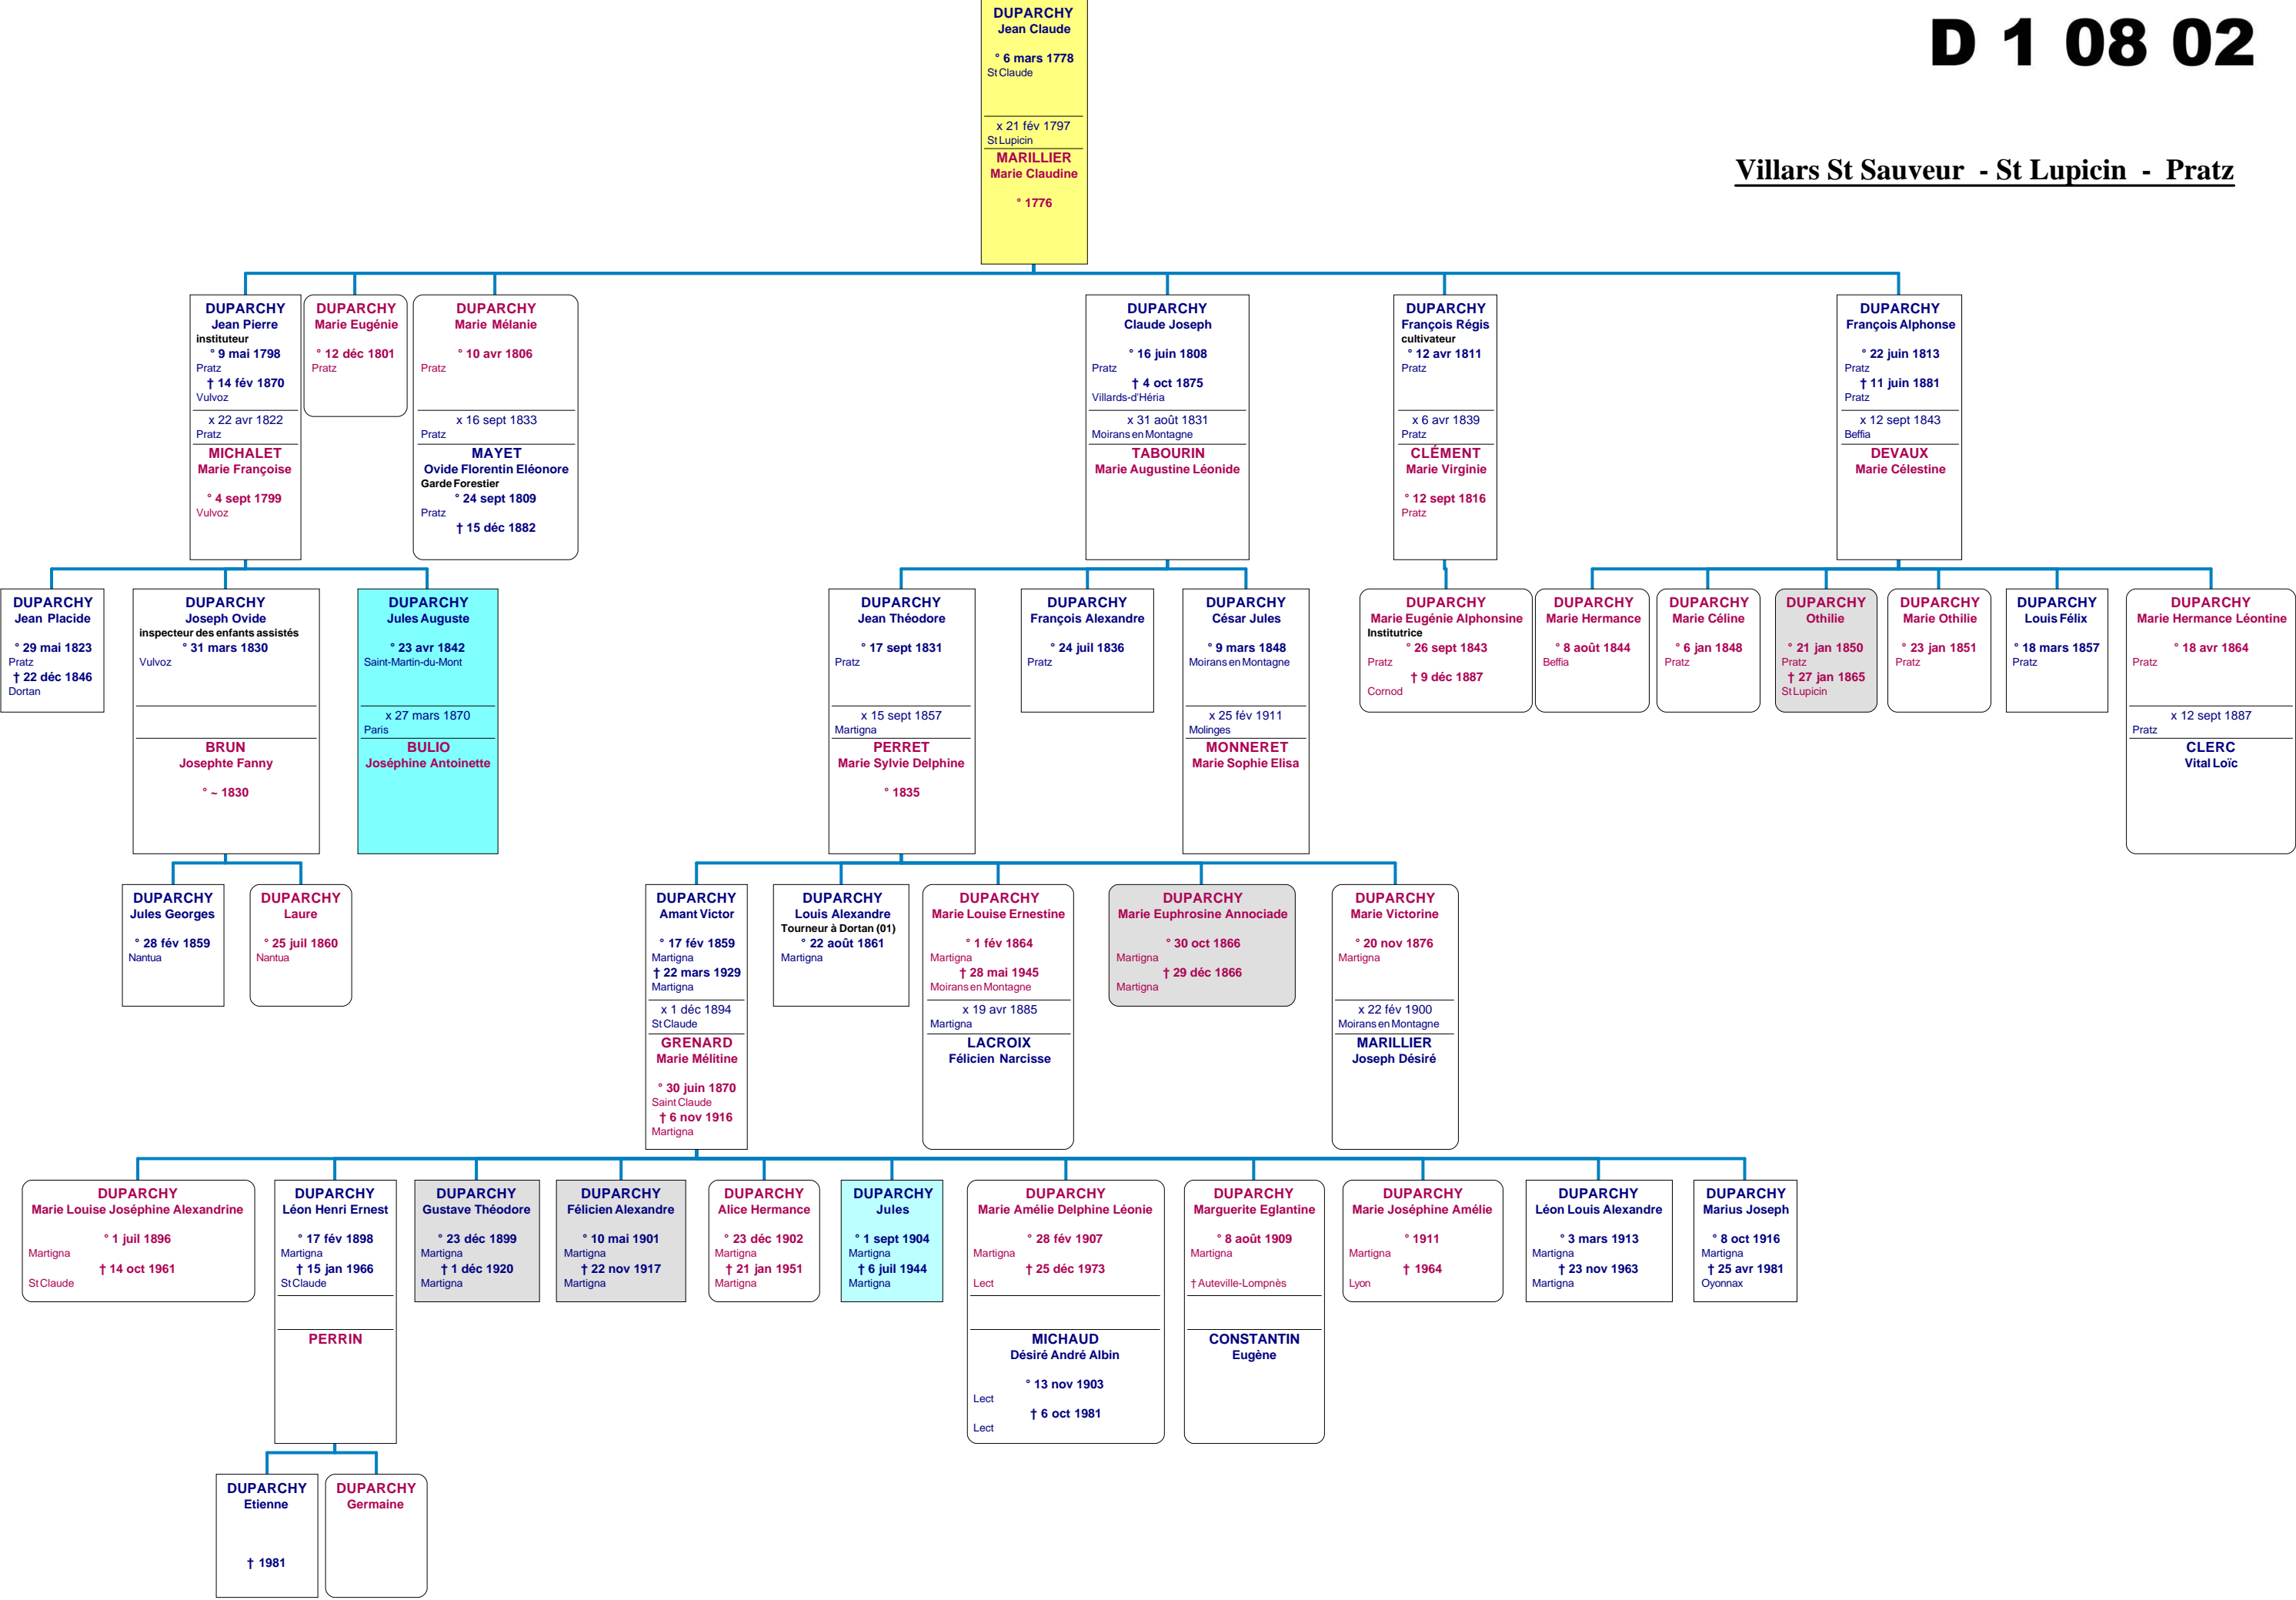 DUPARCHY
Jean Claude
° 6 mars 1778
St Claude
x 21 fév 1797
St Lupicin
MARILLIER
Marie Claudine
° 1776
D 1 08 02
Villars St Sauveur - St Lupicin - Pratz
DUPARCHY
Jean Pierre
instituteur
° 9 mai 1798
Pratz
† 14 fév 1870
Vulvoz
x 22 avr 1822
Pratz
MICHALET
Marie Françoise
° 4 sept 1799
Vulvoz
DUPARCHY
Marie Eugénie
° 12 déc 1801
Pratz
DUPARCHY
Marie Mélanie
° 10 avr 1806
Pratz
x 16 sept 1833
Pratz
MAYET
Ovide Florentin Eléonore
Garde Forestier
° 24 sept 1809
Pratz
† 15 déc 1882
DUPARCHY
Claude Joseph
° 16 juin 1808
Pratz
† 4 oct 1875
Villards-d'Héria
x 31 août 1831
Moirans en Montagne
TABOURIN
Marie Augustine Léonide
DUPARCHY
François Régis
cultivateur
° 12 avr 1811
Pratz
x 6 avr 1839
Pratz
CLÉMENT
Marie Virginie
° 12 sept 1816
Pratz
DUPARCHY
François Alphonse
° 22 juin 1813
Pratz
† 11 juin 1881
Pratz
x 12 sept 1843
Beffia
DEVAUX
Marie Célestine
DUPARCHY
Jean Placide
° 29 mai 1823
Pratz
† 22 déc 1846
Dortan
DUPARCHY
Joseph Ovide
inspecteur des enfants assistés
° 31 mars 1830
Vulvoz
BRUN
Josephte Fanny
° ~ 1830
DUPARCHY
Jules Auguste
° 23 avr 1842
Saint-Martin-du-Mont
x 27 mars 1870
Paris
BULIO
Joséphine Antoinette
DUPARCHY
Jean Théodore
° 17 sept 1831
Pratz
x 15 sept 1857
Martigna
PERRET
Marie Sylvie Delphine
° 1835
DUPARCHY
François Alexandre
° 24 juil 1836
Pratz
DUPARCHY
César Jules
° 9 mars 1848
Moirans en Montagne
x 25 fév 1911
Molinges
MONNERET
Marie Sophie Elisa
DUPARCHY
Marie Eugénie Alphonsine
Institutrice
° 26 sept 1843
Pratz
† 9 déc 1887
Cornod
DUPARCHY
Marie Hermance
° 8 août 1844
Beffia
DUPARCHY
Marie Céline
° 6 jan 1848
Pratz
DUPARCHY
Othilie
° 21 jan 1850
Pratz
† 27 jan 1865
St Lupicin
DUPARCHY
Marie Othilie
° 23 jan 1851
Pratz
DUPARCHY
Louis Félix
° 18 mars 1857
Pratz
DUPARCHY
Marie Hermance Léontine
° 18 avr 1864
Pratz
x 12 sept 1887
Pratz
CLERC
Vital Loïc
DUPARCHY
Jules Georges
° 28 fév 1859
Nantua
DUPARCHY
Laure
° 25 juil 1860
Nantua
DUPARCHY
Amant Victor
° 17 fév 1859
Martigna
† 22 mars 1929
Martigna
x 1 déc 1894
St Claude
GRENARD
Marie Mélitine
° 30 juin 1870
Saint Claude
† 6 nov 1916
Martigna
DUPARCHY
Louis Alexandre
Tourneur à Dortan (01)
° 22 août 1861
Martigna
DUPARCHY
Marie Louise Ernestine
° 1 fév 1864
Martigna
† 28 mai 1945
Moirans en Montagne
x 19 avr 1885
Martigna
LACROIX
Félicien Narcisse
DUPARCHY
Marie Euphrosine Annociade
° 30 oct 1866
Martigna
† 29 déc 1866
Martigna
DUPARCHY
Marie Victorine
° 20 nov 1876
Martigna
x 22 fév 1900
Moirans en Montagne
MARILLIER
Joseph Désiré
DUPARCHY
Marie Louise Joséphine Alexandrine
° 1 juil 1896
Martigna
† 14 oct 1961
St Claude
DUPARCHY
Léon Henri Ernest
° 17 fév 1898
Martigna
† 15 jan 1966
St Claude
PERRIN
DUPARCHY
Gustave Théodore
° 23 déc 1899
Martigna
† 1 déc 1920
Martigna
DUPARCHY
Félicien Alexandre
° 10 mai 1901
Martigna
† 22 nov 1917
Martigna
DUPARCHY
Alice Hermance
° 23 déc 1902
Martigna
† 21 jan 1951
Martigna
DUPARCHY
Jules
° 1 sept 1904
Martigna
† 6 juil 1944
Martigna
DUPARCHY
Marie Amélie Delphine Léonie
° 28 fév 1907
Martigna
† 25 déc 1973
Lect
MICHAUD
Désiré André Albin
° 13 nov 1903
Lect
† 6 oct 1981
Lect
DUPARCHY
Marguerite Eglantine
° 8 août 1909
Martigna
† Auteville-Lompnès
CONSTANTIN
Eugène
DUPARCHY
Marie Joséphine Amélie
° 1911
Martigna
† 1964
Lyon
DUPARCHY
Léon Louis Alexandre
° 3 mars 1913
Martigna
† 23 nov 1963
Martigna
DUPARCHY
Marius Joseph
° 8 oct 1916
Martigna
† 25 avr 1981
Oyonnax
DUPARCHY
Etienne
† 1981
DUPARCHY
Germaine